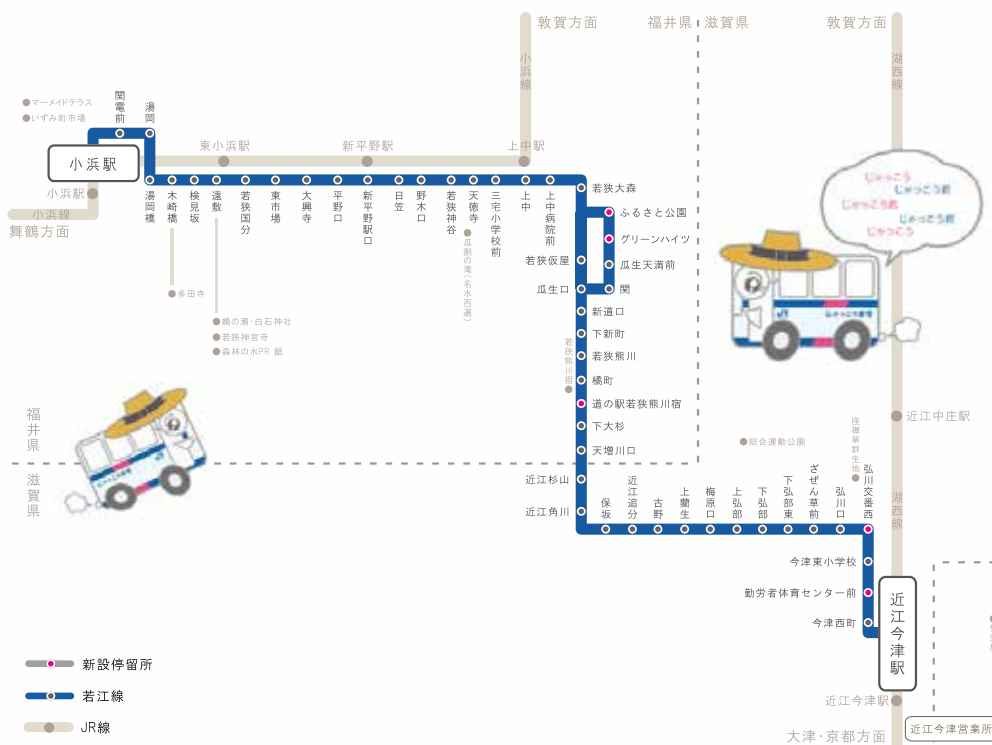 敦賀方面
福井県
滋賀県
敦賀方面
小浜線
湖西線
マーメイドテラス
いずみ町市場
関電前
湯岡
小浜駅
東小浜駅
新平野駅
上中駅
小浜駅
小浜線
舞鶴方面
湯岡橋
木崎橋
検見坂
遠敷
若狭国分
東市場
大興寺
平野口
新平野駅口
日笠
野木口
若狭神谷
天徳寺
三宅小学校前
上中
上中病院前
瓜割の滝(名水百選)
多田寺
鵜の瀬・白石神社
若狭神宮寺
森林の水PR 館
若狭大森
ふるさと公園
グリーンハイツ
若狭仮屋
瓜生天満前
瓜生口
関
新道口
下新町
若狭熊川
若狭熊川宿
橘町
道の駅若狭熊川宿
下大杉
天増川口
近江杉山
近江角川
じゃっこう
じゃっこう君
じゃっこう君
じゃっこう君
じゃっこう
JR
福井県
滋賀県
近江中庄駅
総合運動公園
座禅草群生地
保坂
近江追分
古野
上藺生
梅原口
上弘部
下弘部
下弘部東
ざぜん草前
弘川口
弘川交番西
湖西線
今津東小学校
勤労者体育センター前
今津西町
近江今津駅
近江今津駅
近江今津営業所
大津・京都方面
新設停留所
若江線
JR線